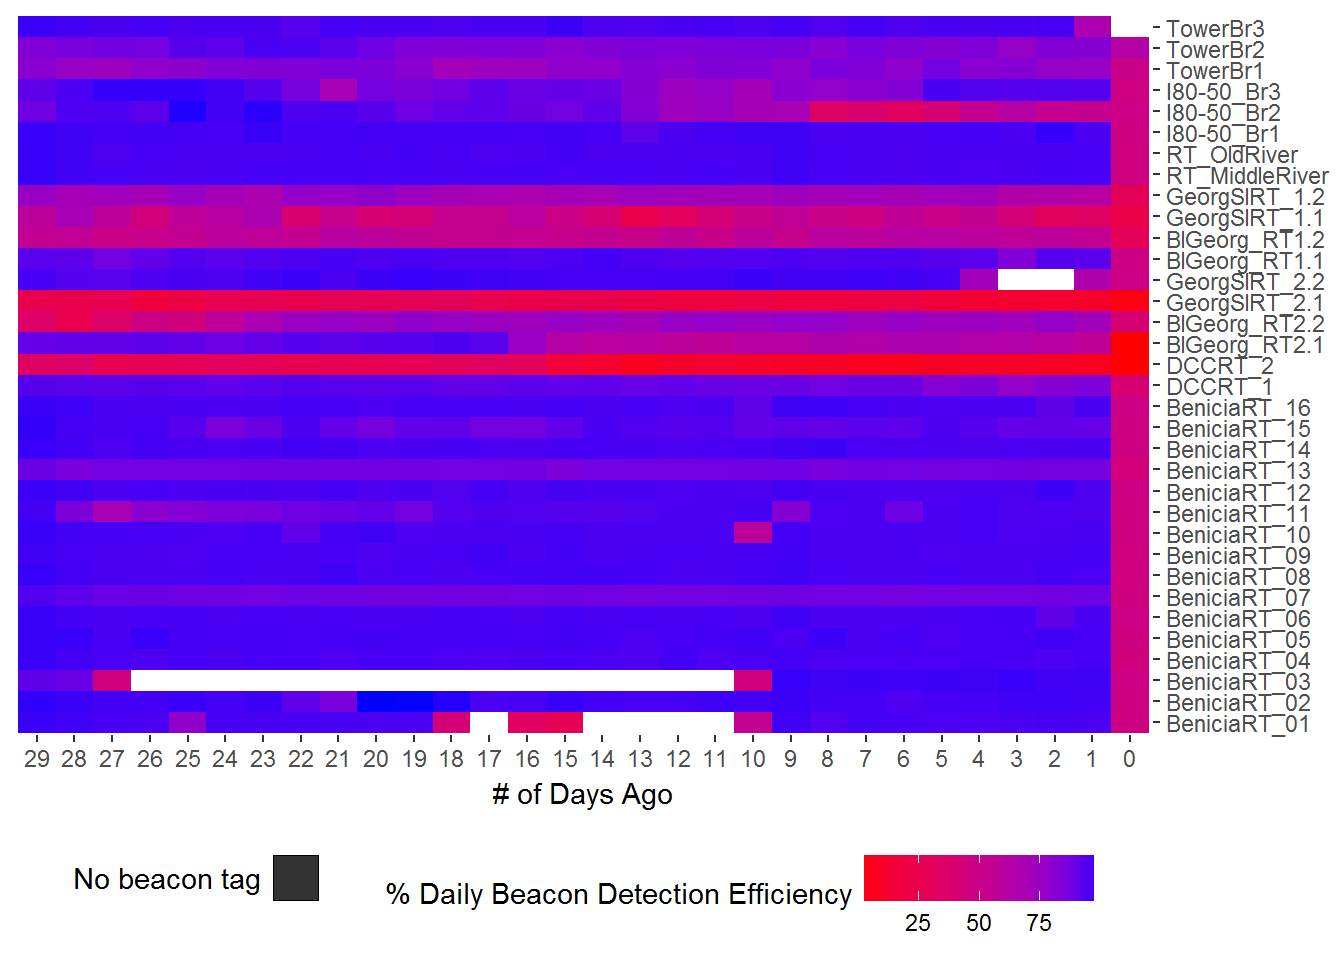 TowerBr3
TowerBr2
TowerBr1
I80-50_Br3
I80-50_Br2
I80-50_Br1
RT_OldRiver
RT_MiddleRiver
GeorgSlRT_1.2
GeorgSlRT_1.1
BlGeorg_RT1.2
BlGeorg_RT1.1
GeorgSlRT_2.2
GeorgSlRT_2.1
BlGeorg_RT2.2
BlGeorg_RT2.1
DCCRT_2
DCCRT_1
BeniciaRT_16
BeniciaRT_15
BeniciaRT_14
BeniciaRT_13
BeniciaRT_12
BeniciaRT_11
BeniciaRT_10
BeniciaRT_09
BeniciaRT_08
BeniciaRT_07
BeniciaRT_06
BeniciaRT_05
BeniciaRT_04
BeniciaRT_03
BeniciaRT_02
BeniciaRT_01
29 28 27 26 25 24 23 22 21 20 19 18 17 16 15 14 13 12 11 10 9 8 7 6 5 4 3 2 1 0
# of Days Ago
No beacon tag
% Daily Beacon Detection Efficiency
25 50 75